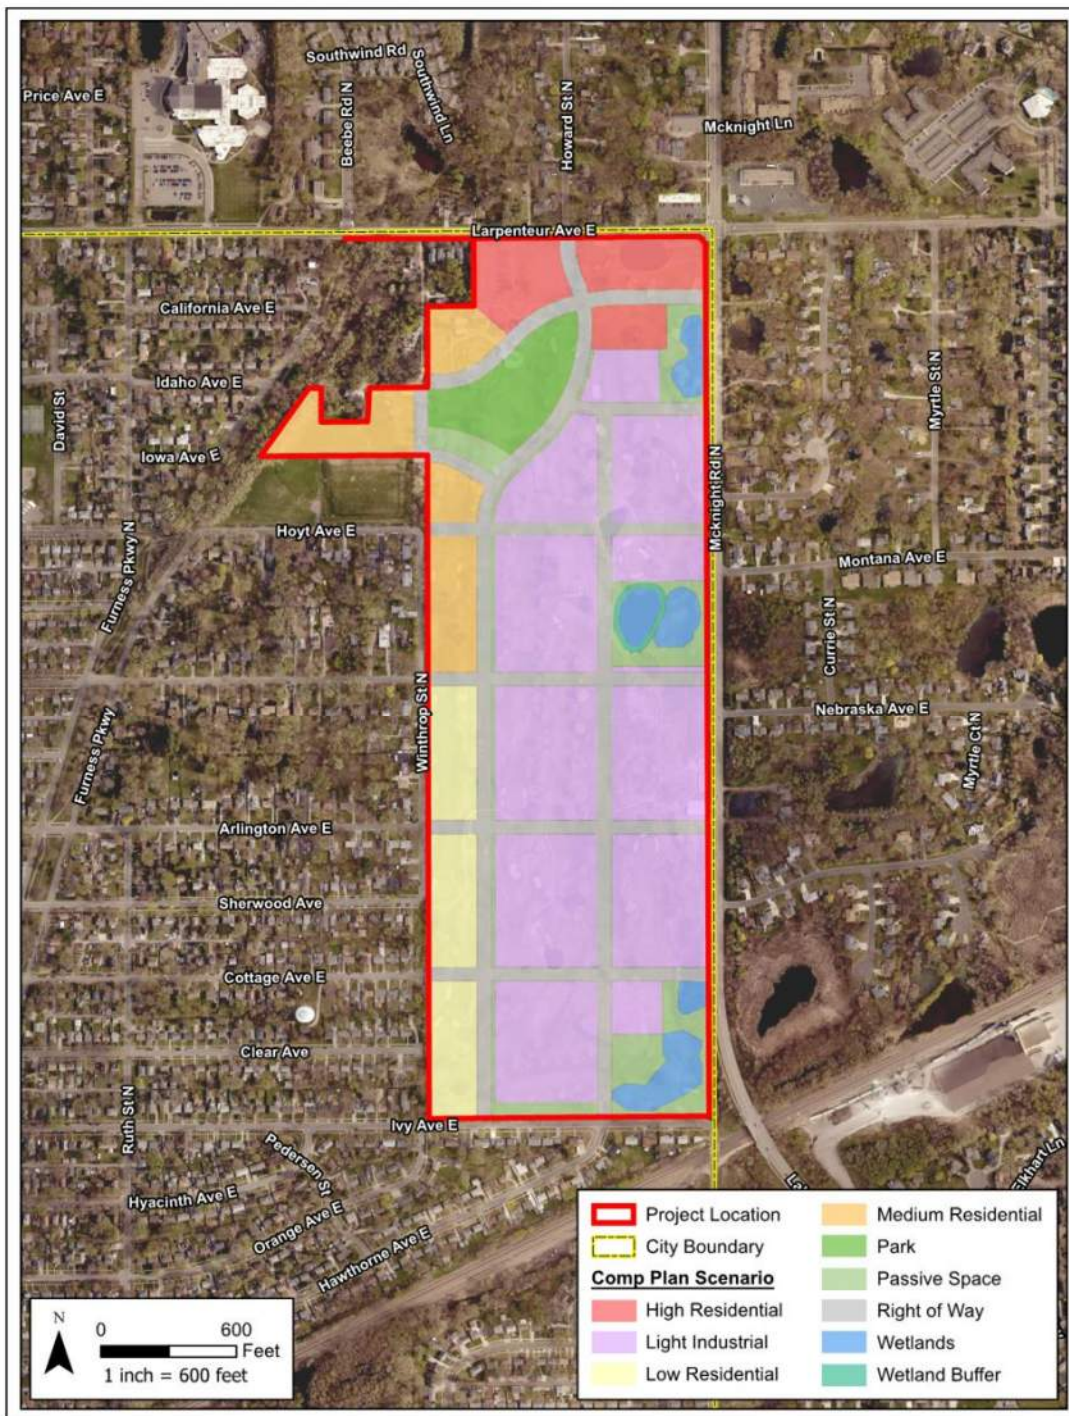 Southwind Rd
Southwind Ln
Price Ave E
Beebe Rd N
Howard St N
Mcknight Ln
Larpenteur Ave E
California Ave E
Idaho Ave E
David St
Iowa Ave E
Myrtle St N
Mcknight Rd N
Hoyt Ave E
Furness Pkwy N
Montana Ave E
Currie St N
Winthrop St N
Nebraska Ave E
Furness Pkwy
Myrtle Ct N
Arlington Ave E
Sherwood Ave
Cottage Ave E
Clear Ave
Ruth St N
Ivy Ave E
Pedersen St
Elkhart Ln
Hyacinth Ave E
Orange Ave E
Hawthorne Ave E
N
0 600
Feet
1 inch = 600 feet
Project Location
City Boundary
Comp Plan Scenario
High Residential
Light Industrial
Low Residential
Medium Residential
Park
Passive Space
Right of Way
Wetlands
Wetland Buffer